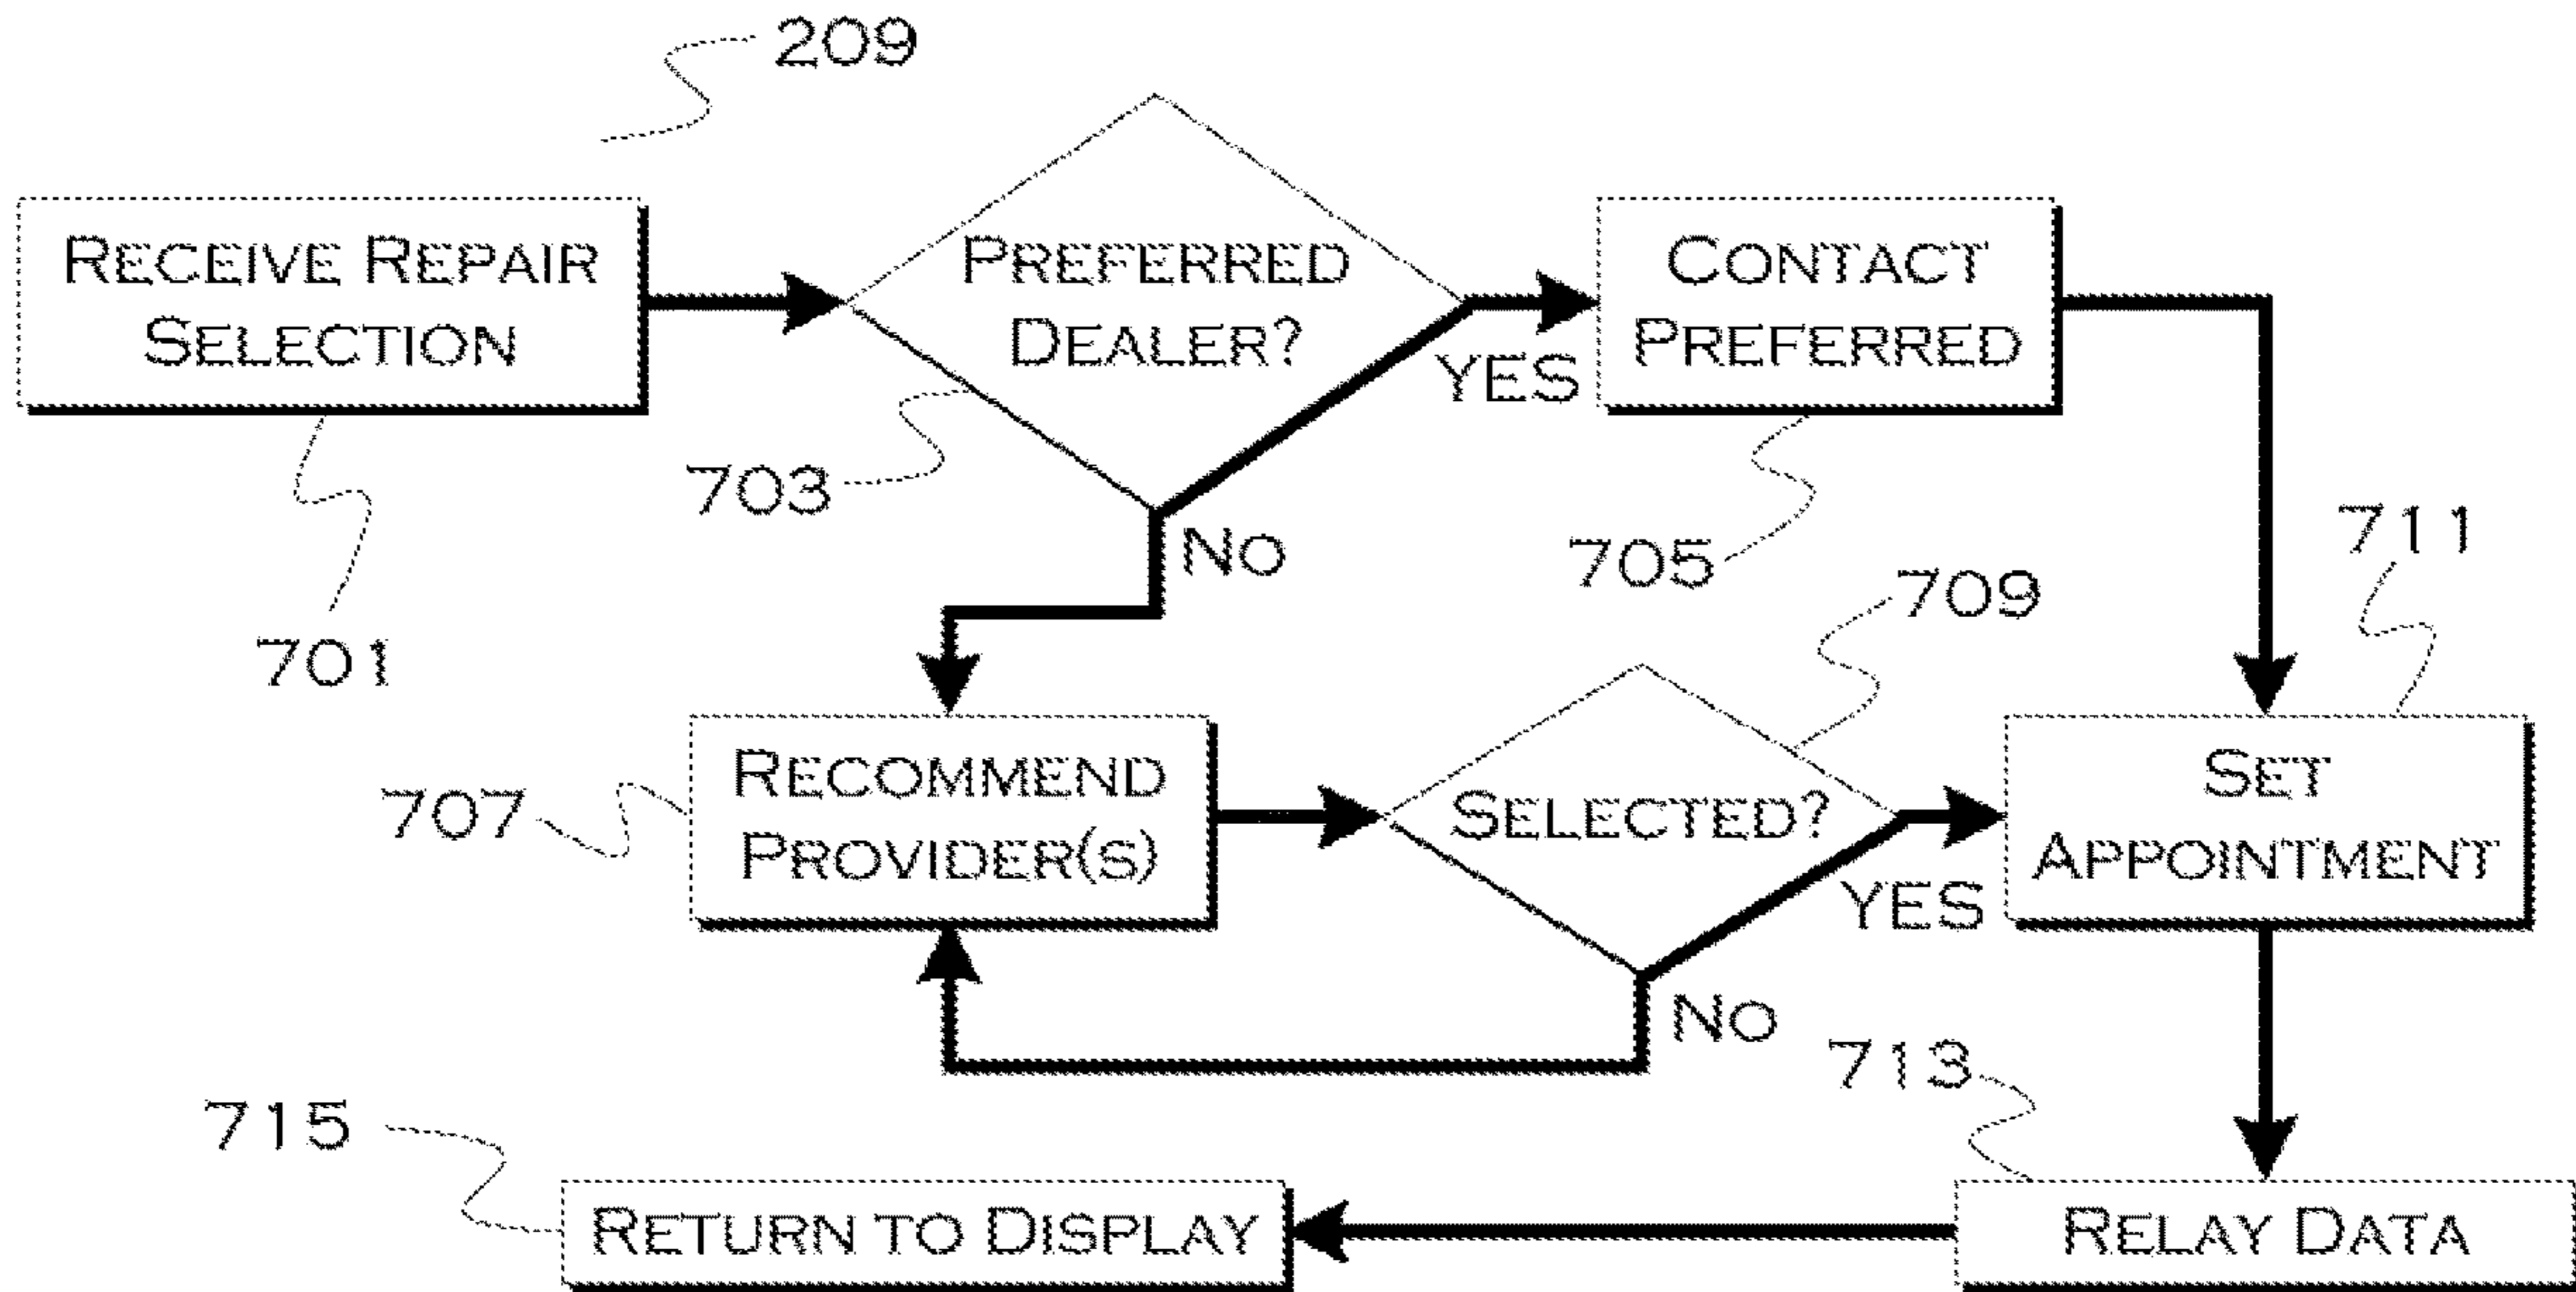 209
RECEIVE REPAIR
SELECTION
701
PREFERRED
DEALER?
703
YES
NO
CONTACT
PREFERRED
705
711
709
RECOMMEND
PROVIDER(S)
707
SELECTED?
YES
NO
SET
APPOINTMENT
713
715
RETURN TO DISPLAY
RELAY DATA